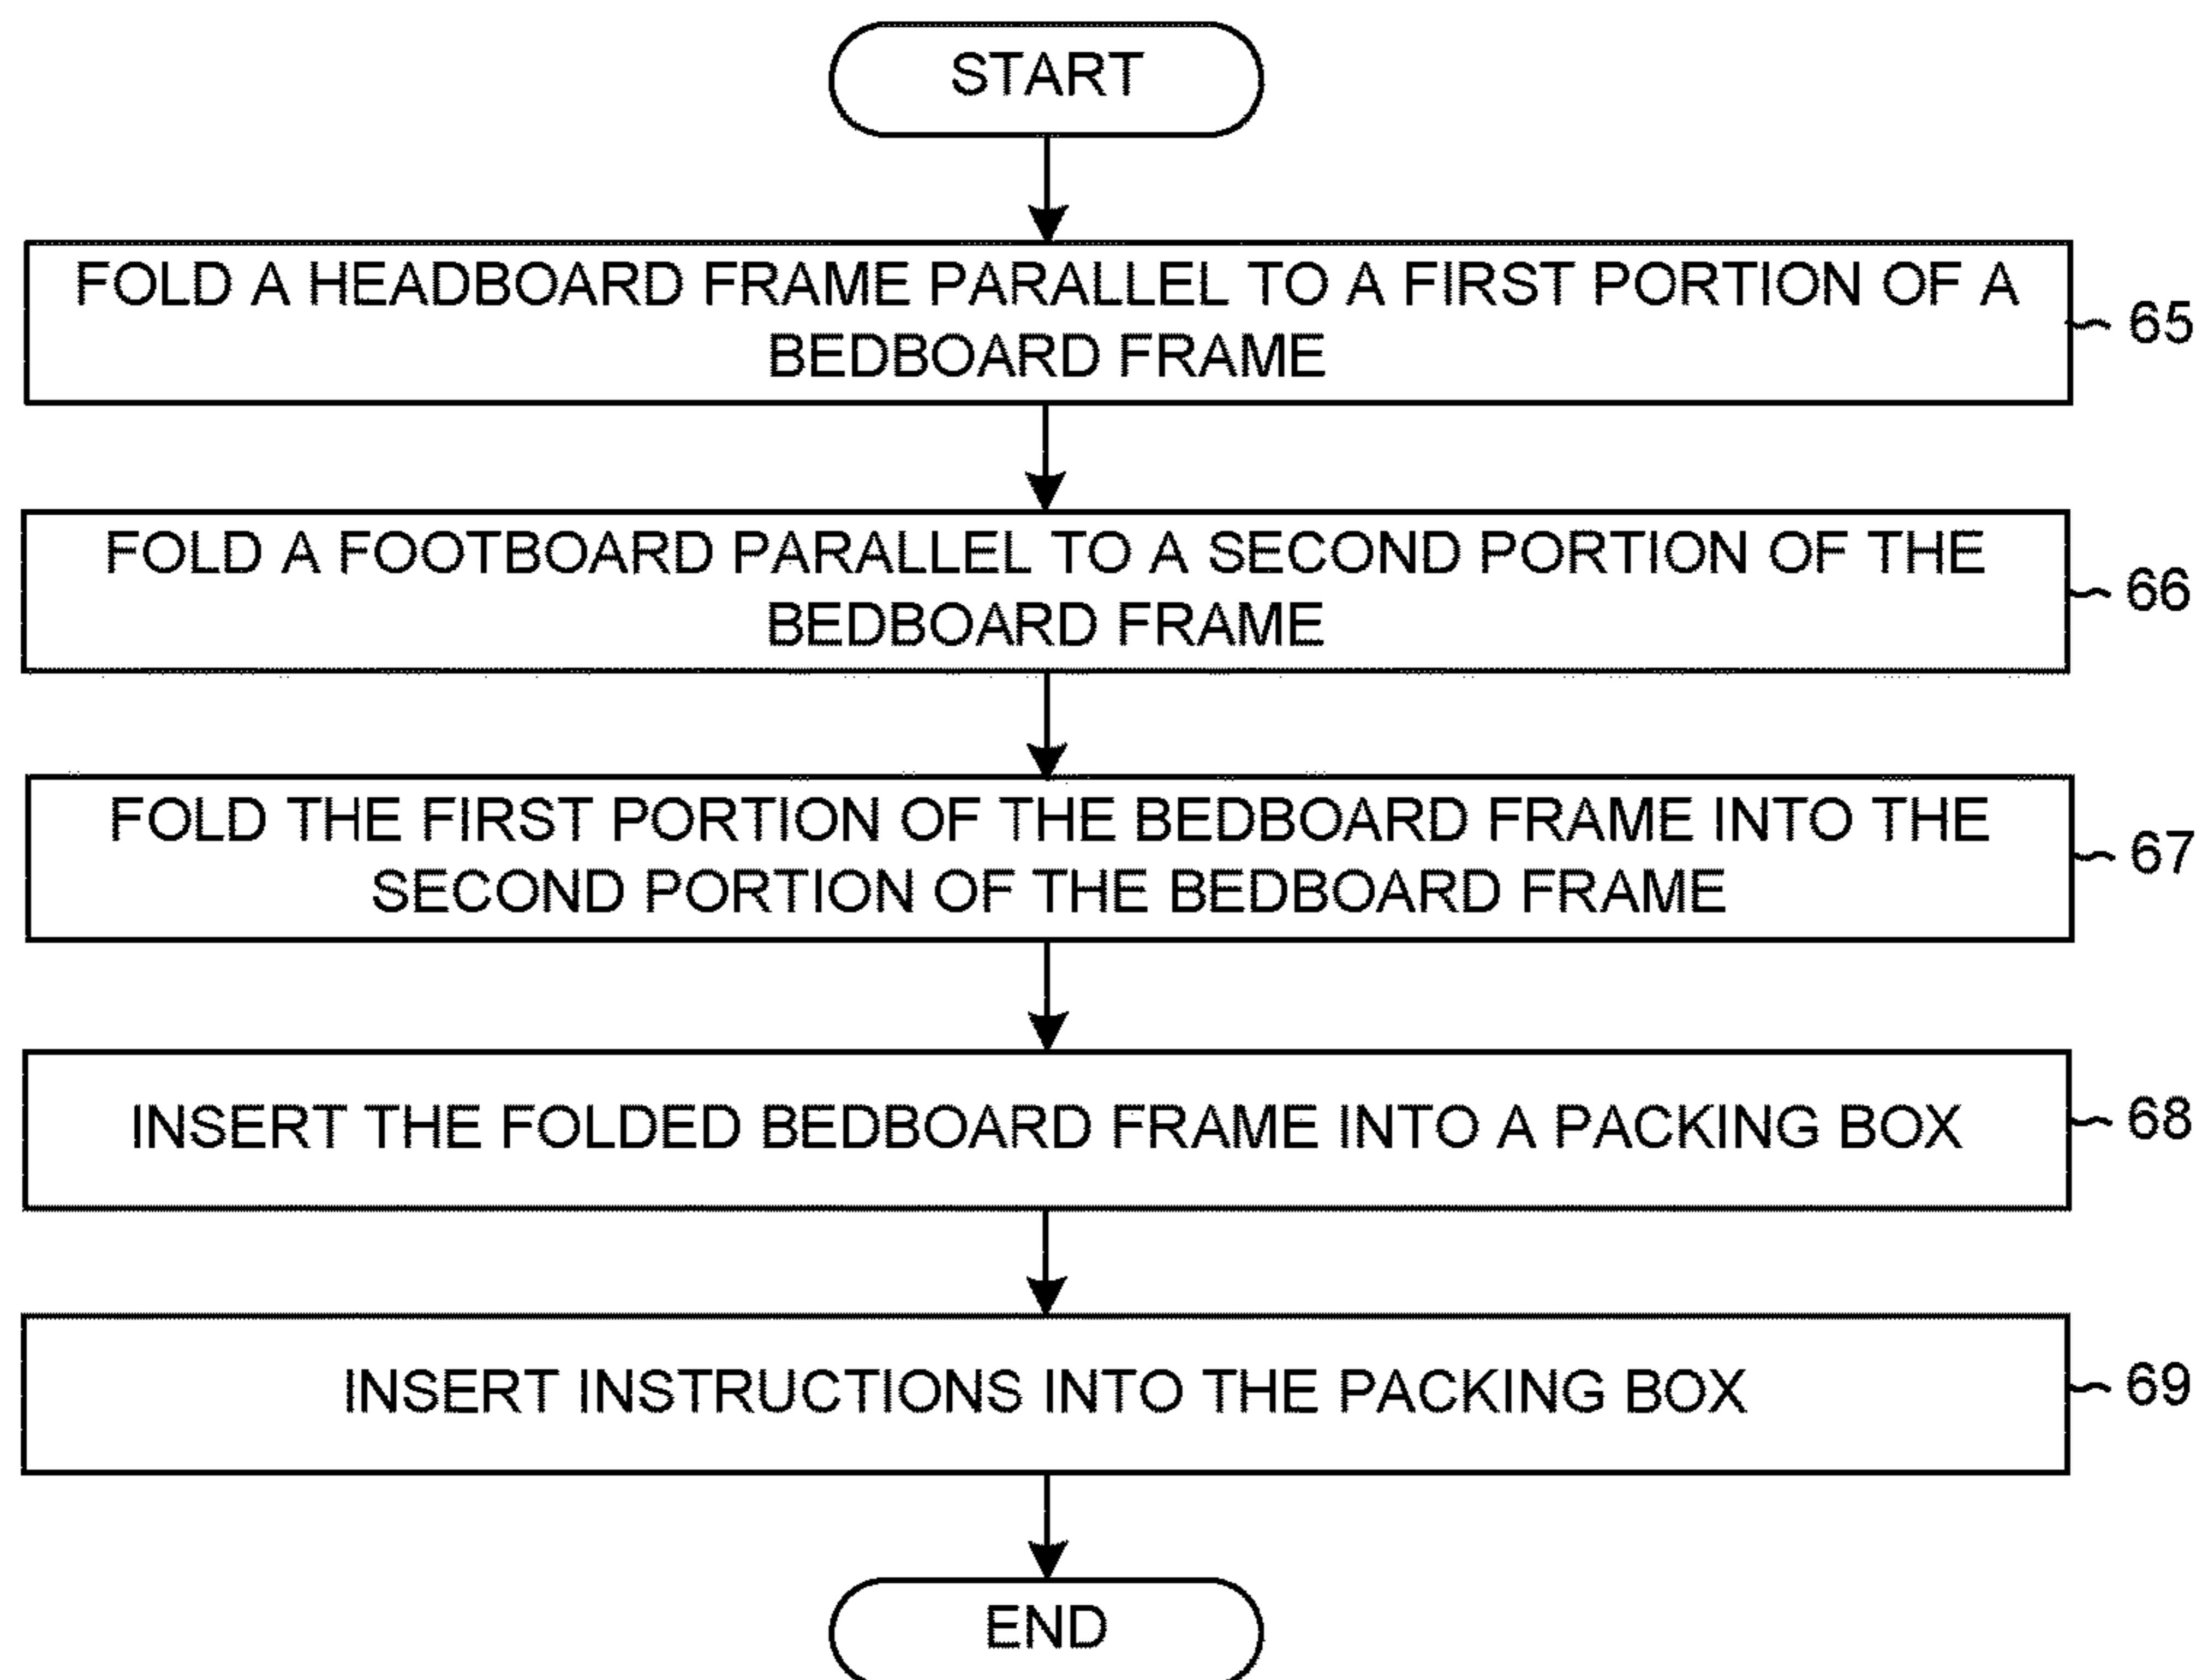 START
FOLD A HEADBOARD FRAME PARALLEL TO A FIRST PORTION OF A
BEDBOARD FRAME
65
FOLD A FOOTBOARD PARALLEL TO A SECOND PORTION OF THE
BEDBOARD FRAME
66
FOLD THE FIRST PORTION OF THE BEDBOARD FRAME INTO THE
SECOND PORTION OF THE BEDBOARD FRAME
67
INSERT THE FOLDED BEDBOARD FRAME INTO A PACKING BOX
68
INSERT INSTRUCTIONS INTO THE PACKING BOX
69
END